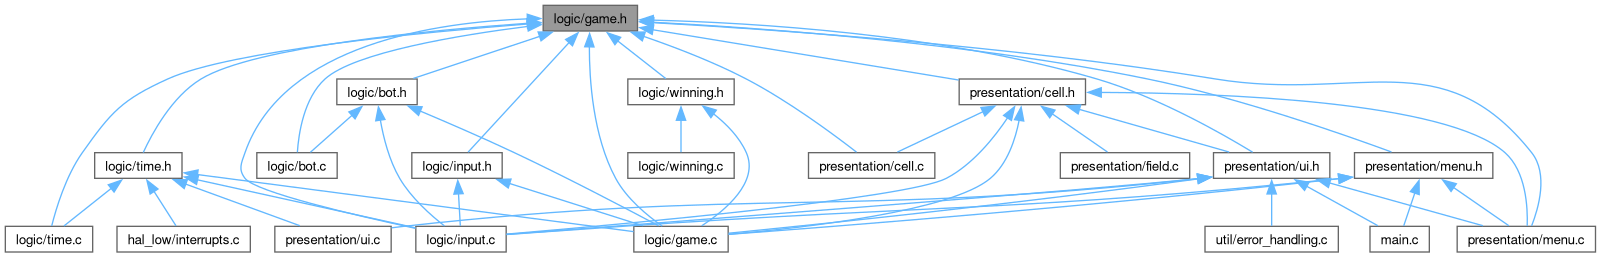 logic/game.h
logic/bot.h
logic/winning.h
presentation/cell.h
logic/time.h
logic/bot.c
logic/input.h
logic/winning.c
presentation/cell.c
presentation/field.c
presentation/ui.h
presentation/menu.h
logic/time.c
hal_low/interrupts.c
presentation/ui.c
logic/input.c
logic/game.c
util/error_handling.c
main.c
presentation/menu.c